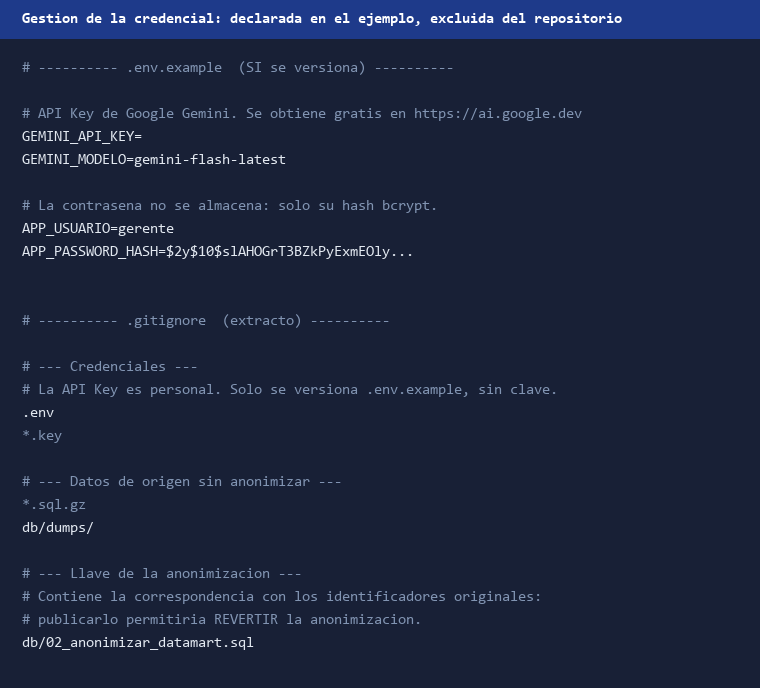 Gestion de la credencial: declarada en el ejemplo, excluida del repositorio
# ---------- .env.example  (SI se versiona) ----------
# API Key de Google Gemini. Se obtiene gratis en https://ai.google.dev
GEMINI_API_KEY=
GEMINI_MODELO=gemini-flash-latest
# La contrasena no se almacena: solo su hash bcrypt.
APP_USUARIO=gerente
APP_PASSWORD_HASH=$2y$10$slAHOGrT3BZkPyExmEOly...
# ---------- .gitignore  (extracto) ----------
# --- Credenciales ---
# La API Key es personal. Solo se versiona .env.example, sin clave.
.env
*.key
# --- Datos de origen sin anonimizar ---
*.sql.gz
db/dumps/
# --- Llave de la anonimizacion ---
# Contiene la correspondencia con los identificadores originales:
# publicarlo permitiria REVERTIR la anonimizacion.
db/02_anonimizar_datamart.sql